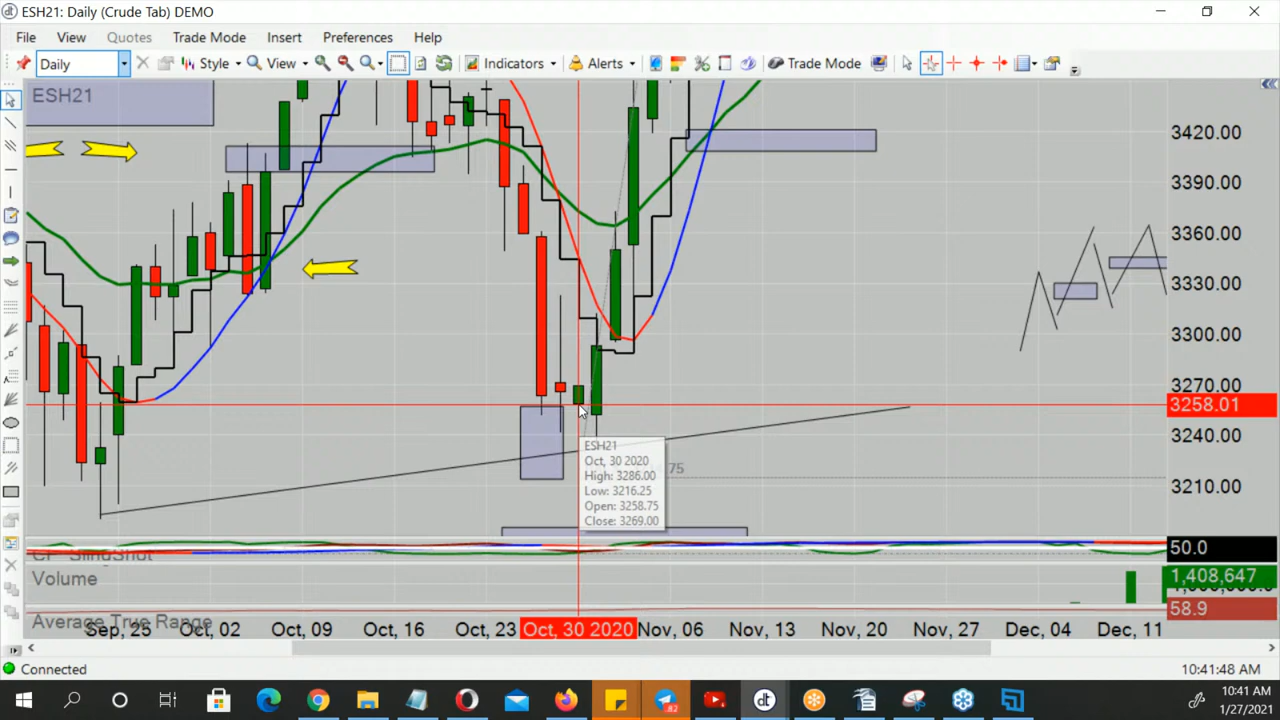 ESH21: Daily (Crude Tab) DEMO
File View Quotes Trade Mode Insert Preferences Help
Daily Style View Indicators Alerts Trade Mode
ESH21
3420.00
3390.00
3360.00
3330.00
3300.00
3270.00
3258.01
3240.00
3210.00
ESH21
Oct, 30 2020
High: 3286.00
Low: 3216.25
Open: 3258.75
Close: 3269.00
.75
CP SlingShot
50.0
Volume
1,408,647
Average True Range
58.9
Sep, 25 Oct, 02 Oct, 09 Oct, 16 Oct, 23 Oct, 30 2020 Nov, 06 Nov, 13 Nov, 20 Nov, 27 Dec, 04 Dec, 11
Connected
10:41:48 AM
dt
82
10:41 AM
1/27/2021